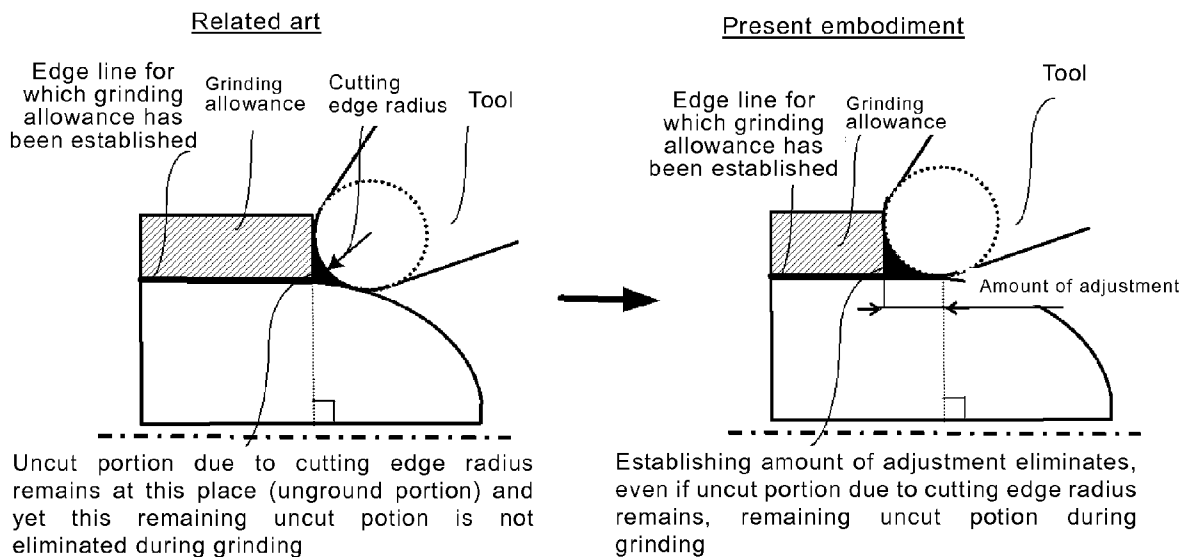 Related art
Edge line for
which grinding
allowance has
been established
Grinding
allowance
Cutting
edge radius
Tool
Uncut portion due to cutting edge radius
remains at this place (unground portion) and
yet this remaining uncut potion is not
eliminated during grinding
Present embodiment
Edge line for
which grinding
allowance has
been established
Grinding
allowance
Tool
Amount of adjustment
Establishing amount of adjustment eliminates,
even if uncut portion due to cutting edge radius
remains, remaining uncut potion during
grinding